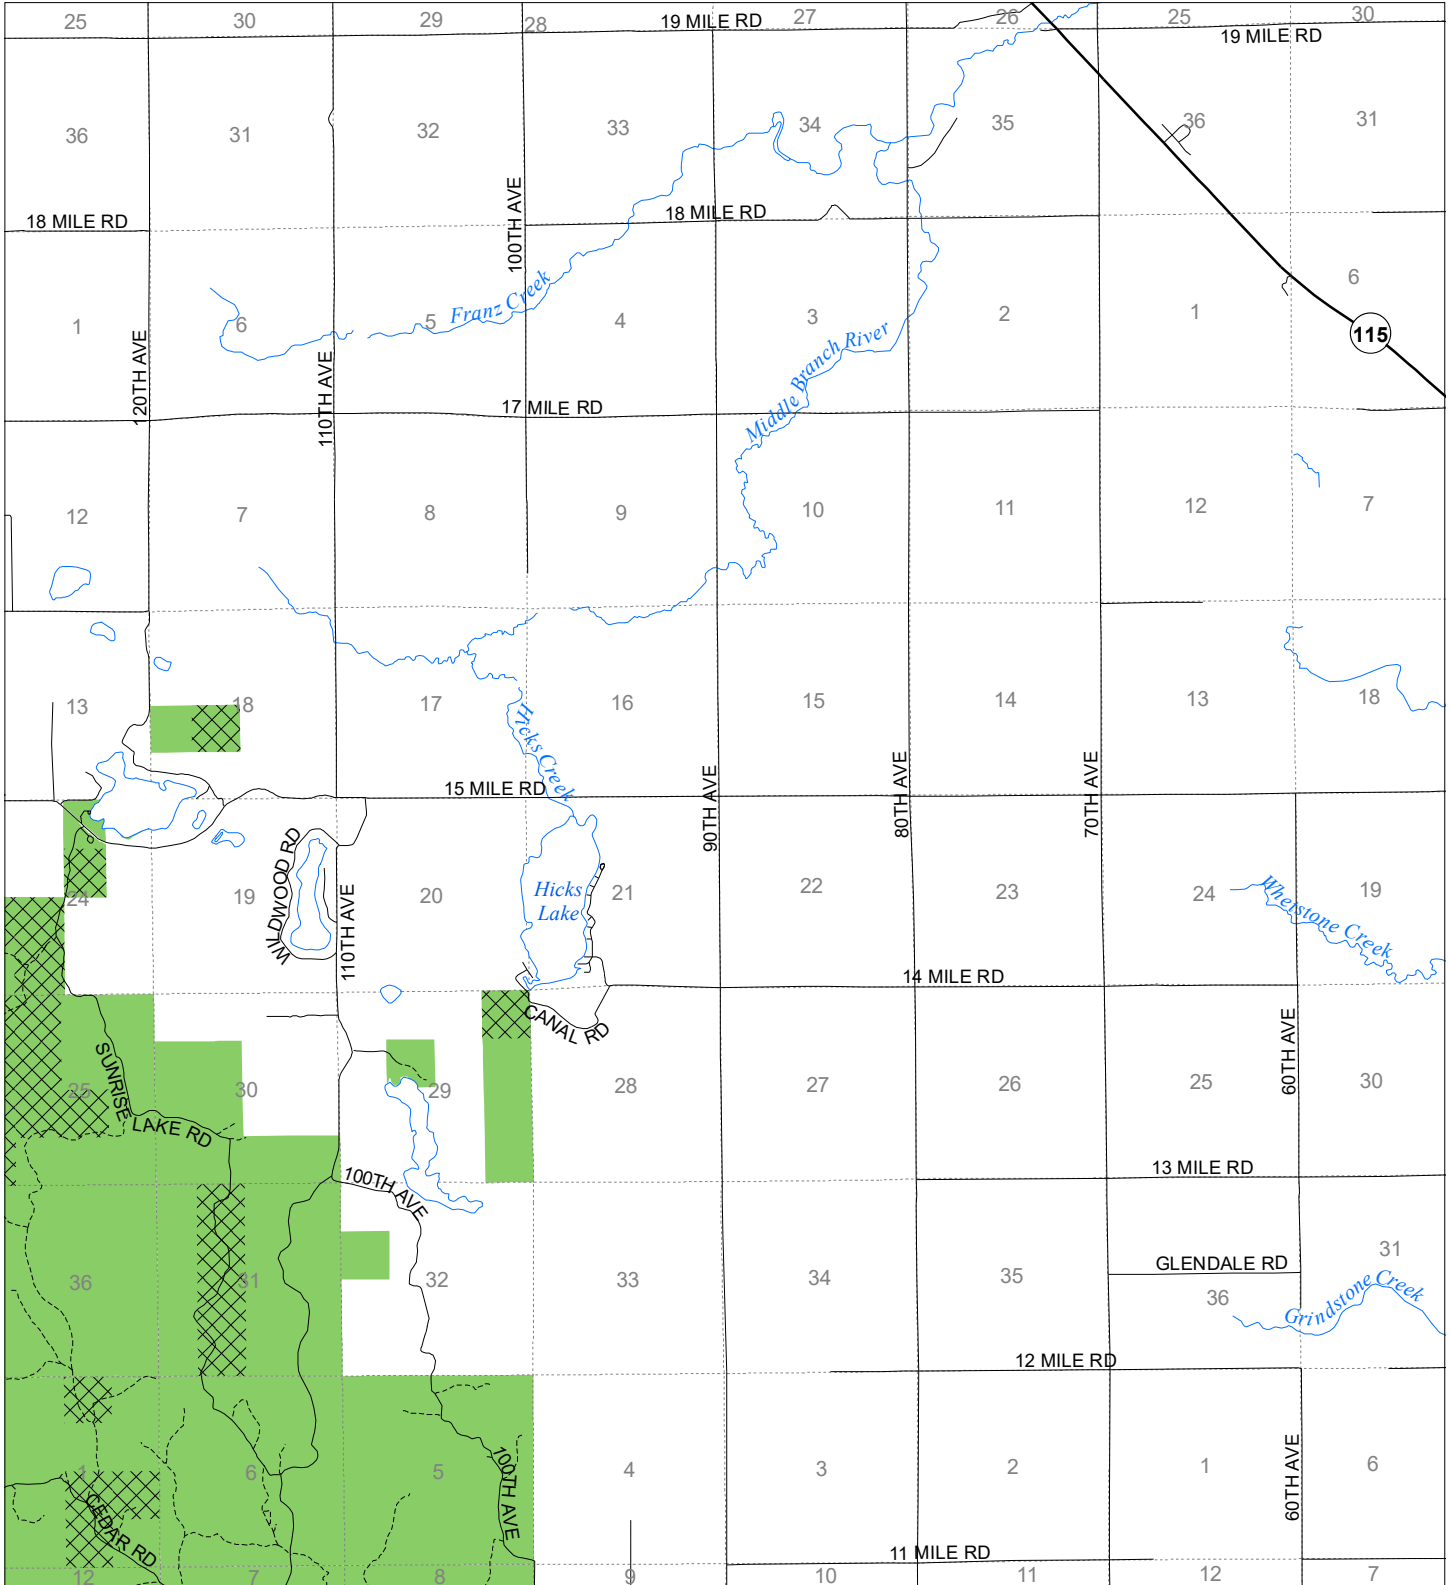 25 30 29 28 19 MILE RD 27 26 25 30
19 MILE RD
36 31 32 33 34 35 36 31
18 MILE RD 100TH AVE 18 MILE RD
1 120TH AVE 6 110TH AVE 5 Franz Creek 4 3 Middle Branch River 2 1 6
115
17 MILE RD
12 7 8 9 10 11 12 7
13 18 17 Hicks Creek 16 15 14 13 18
15 MILE RD 90TH AVE 80TH AVE 70TH AVE
24 19 WILDWOOD RD 110TH AVE 20 Hicks
Lake 21 22 23 24 Whetstone Creek 19
14 MILE RD
CANAL RD
25 SUNRISE LAKE RD 30 29 28 27 26 25 60TH AVE 30
13 MILE RD
100TH AVE
36 31 32 33 34 35 GLENDALE RD 31
36 Grindstone Creek
12 MILE RD
1 6 5 100TH AVE 4 3 2 1 60TH AVE 6
CEDAR RD
11 MILE RD
12 7 8 9 10 11 12 7